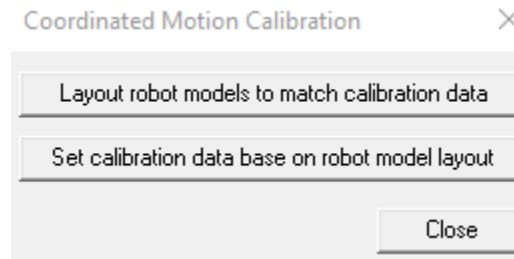 Coordinated Motion Calibration
Layout robot models to match calibration data
Set calibration data base on robot model layout
Close